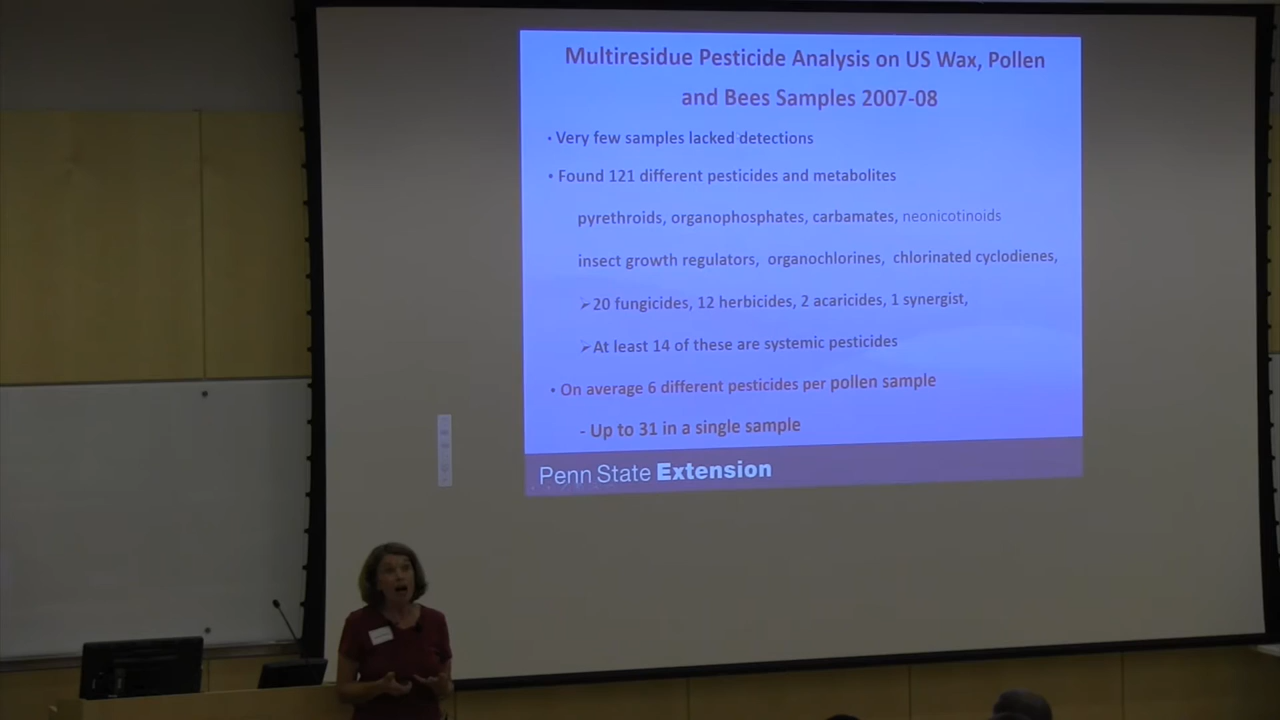 Multiresidue Pesticide Analysis on US Wax, Pollen
and Bees Samples 2007-08
• Very few samples lacked detections
• Found 121 different pesticides and metabolites
pyrethroids, organophosphates, carbamates, neonicotinoids
insect growth regulators, organochlorines, chlorinated cyclodienes,
➢20 fungicides, 12 herbicides, 2 acaricides, 1 synergist,
➢At least 14 of these are systemic pesticides
• On average 6 different pesticides per pollen sample
- Up to 31 in a single sample
Penn State Extension